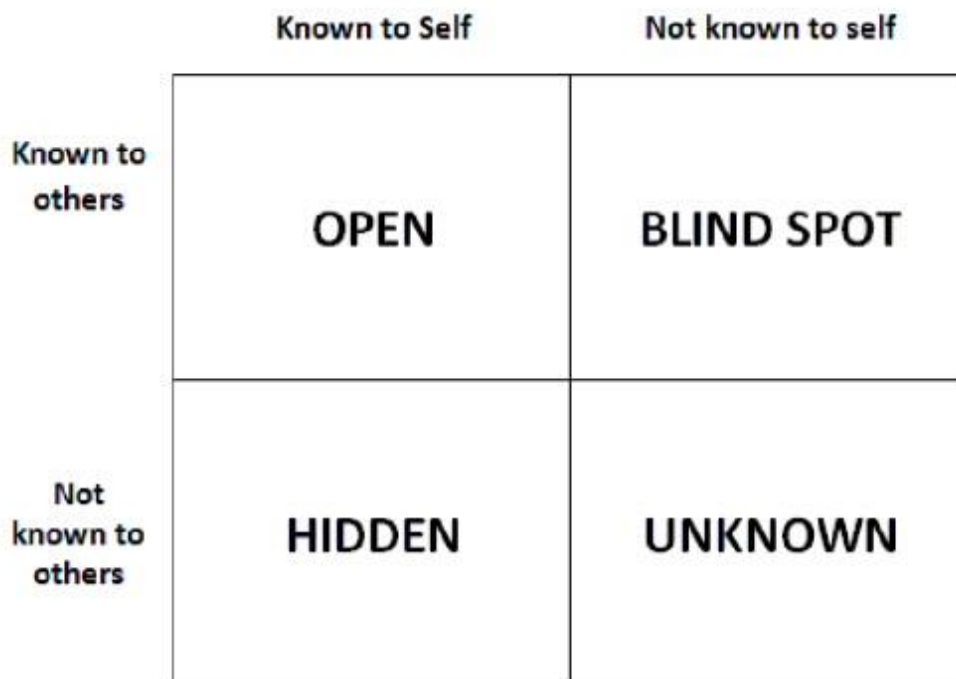 Known to Self
Not known to self
Known to
others
OPEN
BLIND SPOT
Not
known to
others
HIDDEN
UNKNOWN